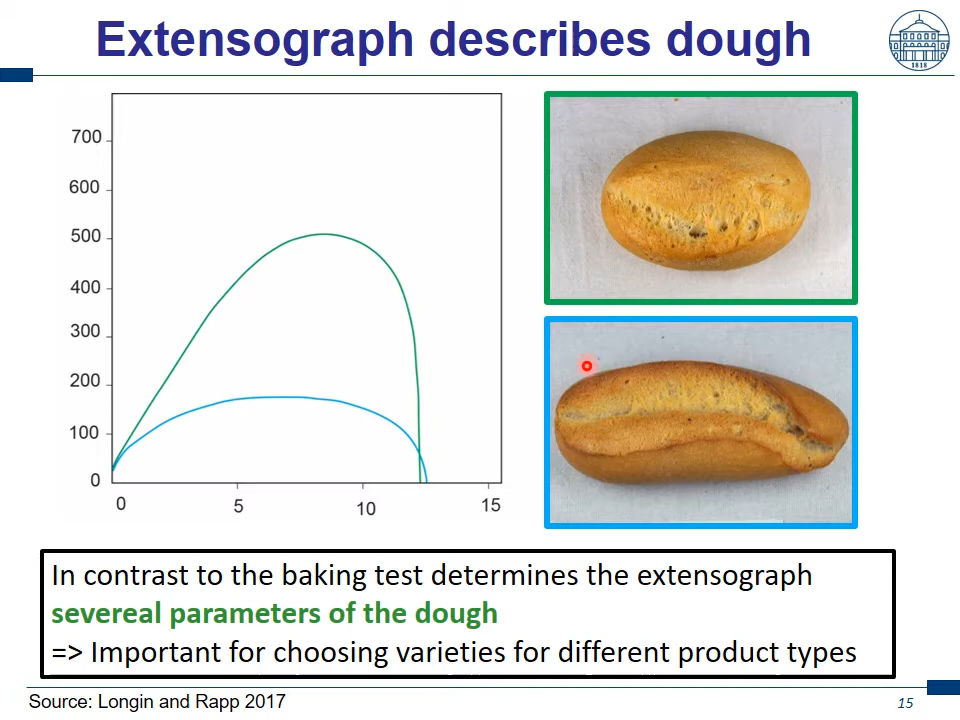 Extensograph describes dough
1818
700
600
500
400
300
200
100
0
0
5
10
15
In contrast to the baking test determines the extensograph
severeal parameters of the dough
=> Important for choosing varieties for different product types
Source: Longin and Rapp 2017
15